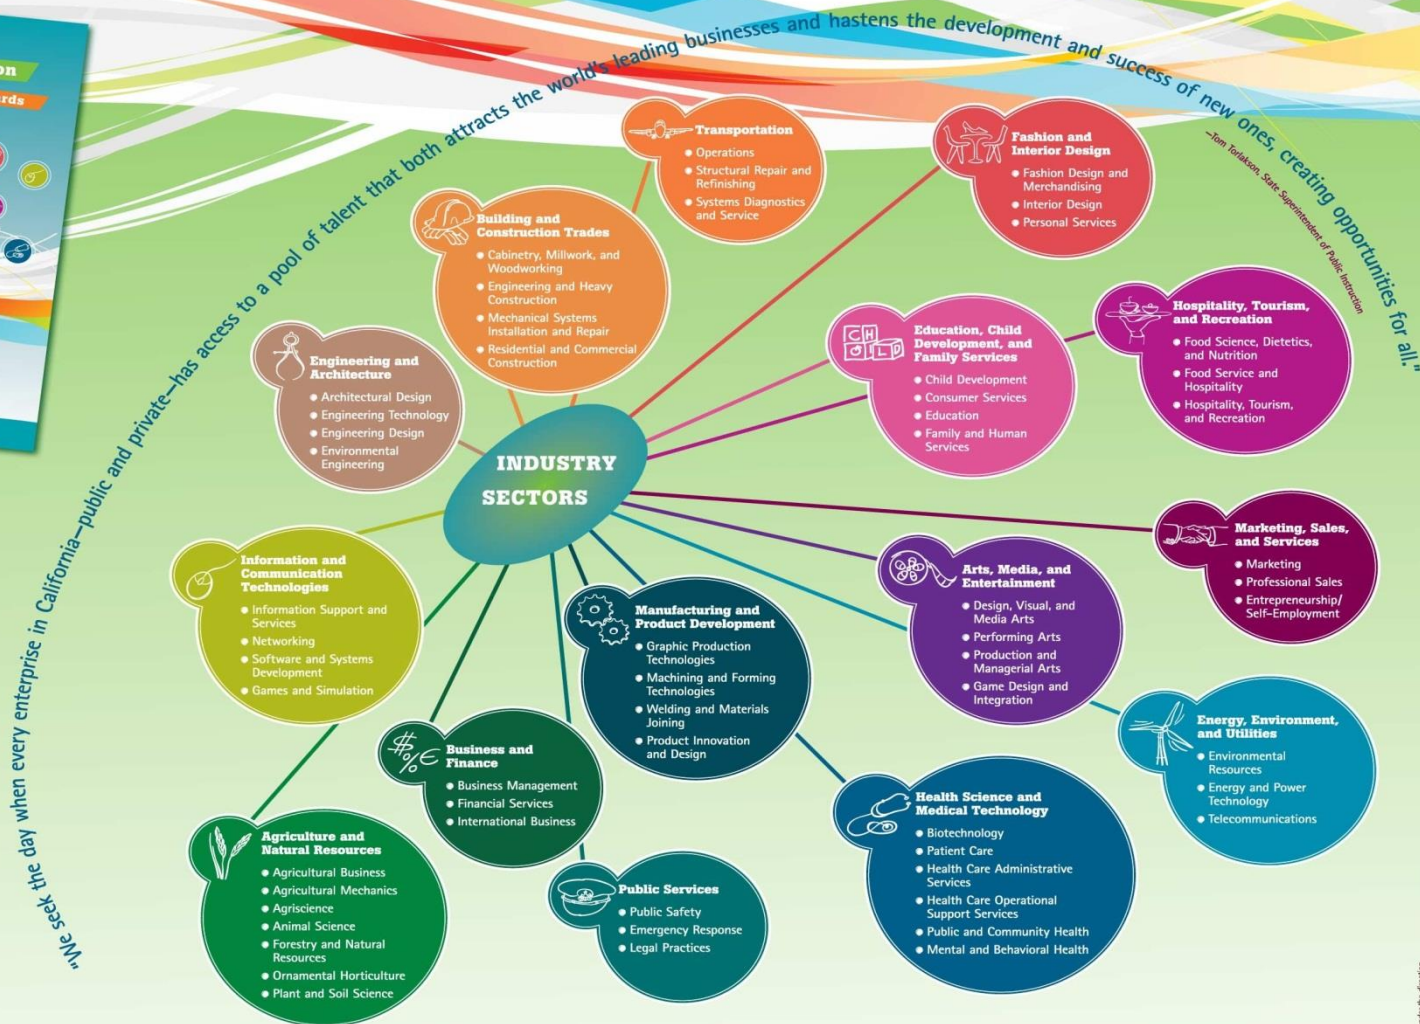 on
rds
"We seek the day when every enterprise in California—public and private—has access to a pool of talent that both attracts the world's leading businesses and hastens the development and success of new ones, creating opportunities for all."
—Tom Torlakson, State Superintendent of Public Instruction
INDUSTRY
SECTORS
Transportation
• Operations
• Structural Repair and
Refinishing
• Systems Diagnostics
and Service
Fashion and
Interior Design
• Fashion Design and
Merchandising
• Interior Design
• Personal Services
Building and
Construction Trades
• Cabinetry, Millwork, and
Woodworking
• Engineering and Heavy
Construction
• Mechanical Systems
Installation and Repair
• Residential and Commercial
Construction
Hospitality, Tourism,
and Recreation
• Food Science, Dietetics,
and Nutrition
• Food Service and
Hospitality
• Hospitality, Tourism,
and Recreation
CH
ILD
Education, Child
Development, and
Family Services
• Child Development
• Consumer Services
• Education
• Family and Human
Services
Engineering and
Architecture
• Architectural Design
• Engineering Technology
• Engineering Design
• Environmental
Engineering
Marketing, Sales,
and Services
• Marketing
• Professional Sales
• Entrepreneurship/
Self-Employment
Information and
Communication
Technologies
• Information Support and
Services
• Networking
• Software and Systems
Development
• Games and Simulation
Arts, Media, and
Entertainment
• Design, Visual, and
Media Arts
• Performing Arts
• Production and
Managerial Arts
• Game Design and
Integration
Manufacturing and
Product Development
• Graphic Production
Technologies
• Machining and Forming
Technologies
• Welding and Materials
Joining
• Product Innovation
and Design
Energy, Environment,
and Utilities
• Environmental
Resources
• Energy and Power
Technology
• Telecommunications
$%€
Business and
Finance
• Business Management
• Financial Services
• International Business
Health Science and
Medical Technology
• Biotechnology
• Patient Care
• Health Care Administrative
Services
• Health Care Operational
Support Services
• Public and Community Health
• Mental and Behavioral Health
Agriculture and
Natural Resources
• Agricultural Business
• Agricultural Mechanics
• Agriscience
• Animal Science
• Forestry and Natural
Resources
• Ornamental Horticulture
• Plant and Soil Science
Public Services
• Public Safety
• Emergency Response
• Legal Practices